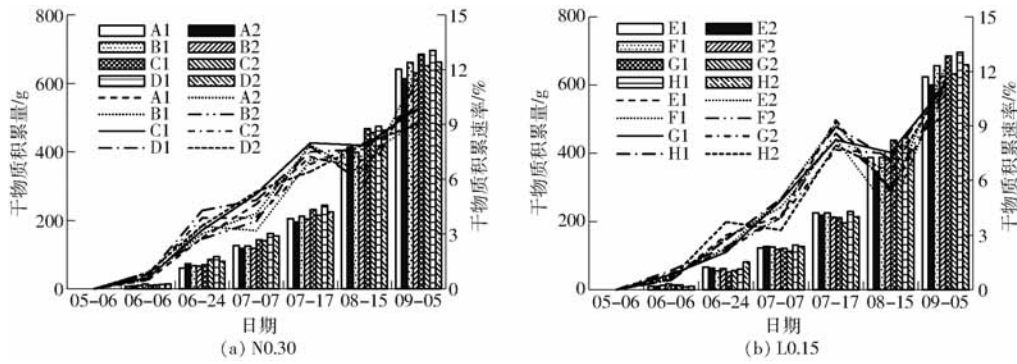 800
600
400
200
0
干物质积累量/g
A1 A2
B1 B2
C1 C2
D1 D2
A1 A2
B1 B2
C1 C2
D1 D2
15
12
9
6
3
0
干物质积累速率/%
05-06 06-06 06-24 07-07 07-17 08-15 09-05
日期
(a) N0.30
800
600
400
200
0
干物质积累量/g
E1 E2
F1 F2
G1 G2
H1 H2
E1 E2
F1 F2
G1 G2
H1 H2
15
12
9
6
3
0
干物质积累速率/%
05-06 06-06 06-24 07-07 07-17 08-15 09-05
日期
(b) L0.15